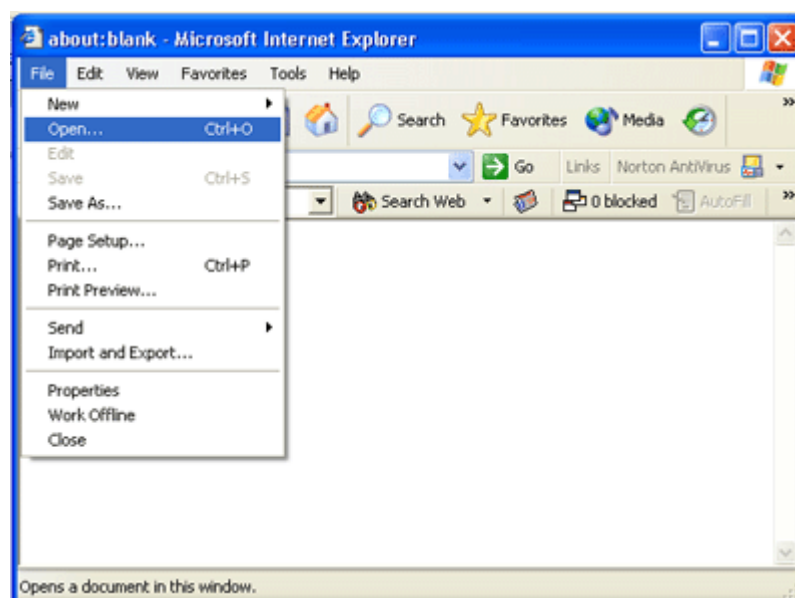 about:blank - Microsoft Internet Explorer
File Edit View Favorites Tools Help
New
Open... Ctrl+O
Edit
Save Ctrl+S
Save As...
Page Setup...
Print... Ctrl+P
Print Preview...
Send
Import and Export...
Properties
Work Offline
Close
Search Favorites Media
Go Links Norton AntiVirus
Search Web 0 blocked AutoFill
Opens a document in this window.